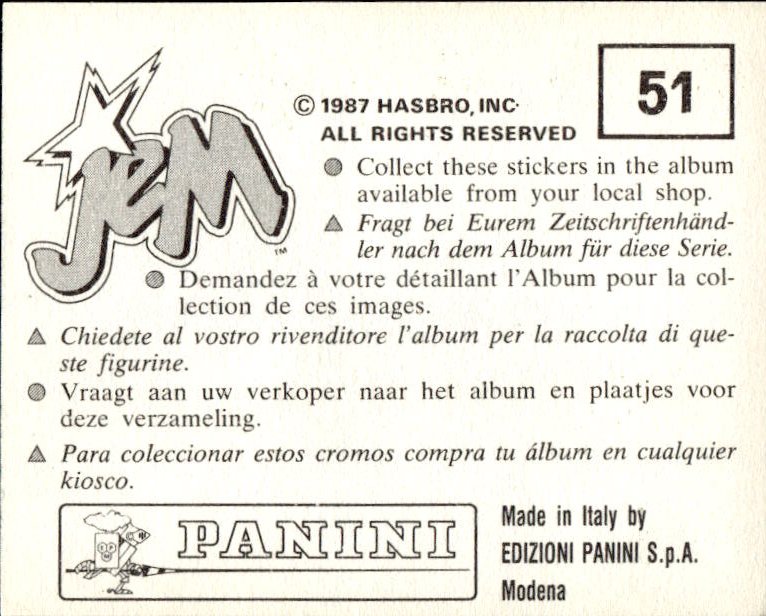 JEM
™
© 1987 HASBRO, INC.
ALL RIGHTS RESERVED
51
Collect these stickers in the album
available from your local shop.
Fragt bei Eurem Zeitschriftenhänd-
ler nach dem Album für diese Serie.
Demandez à votre détaillant l'Album pour la col-
lection de ces images.
Chiedete al vostro rivenditore l'album per la raccolta di que-
ste figurine.
Vraagt aan uw verkoper naar het album en plaatjes voor
deze verzameling.
Para coleccionar estos cromos compra tu álbum en cualquier
kiosco.
PANINI
Made in Italy by
EDIZIONI PANINI S.p.A.
Modena